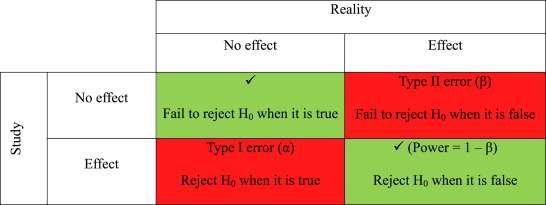 Reality
No effect
Effect
Study
No effect
✓
Fail to reject H₀ when it is true
Type II error (β)
Fail to reject H₀ when it is false
Effect
Type I error (α)
Reject H₀ when it is true
✓ (Power = 1 – β)
Reject H₀ when it is false